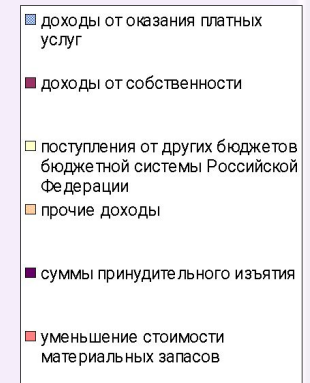 доходы от оказания платных
услуг
доходы от собственности
поступления от других бюджетов
бюджетной системы Российской
Федерации
прочие доходы
суммы принудительного изъятия
уменьшение стоимости
материальных запасов